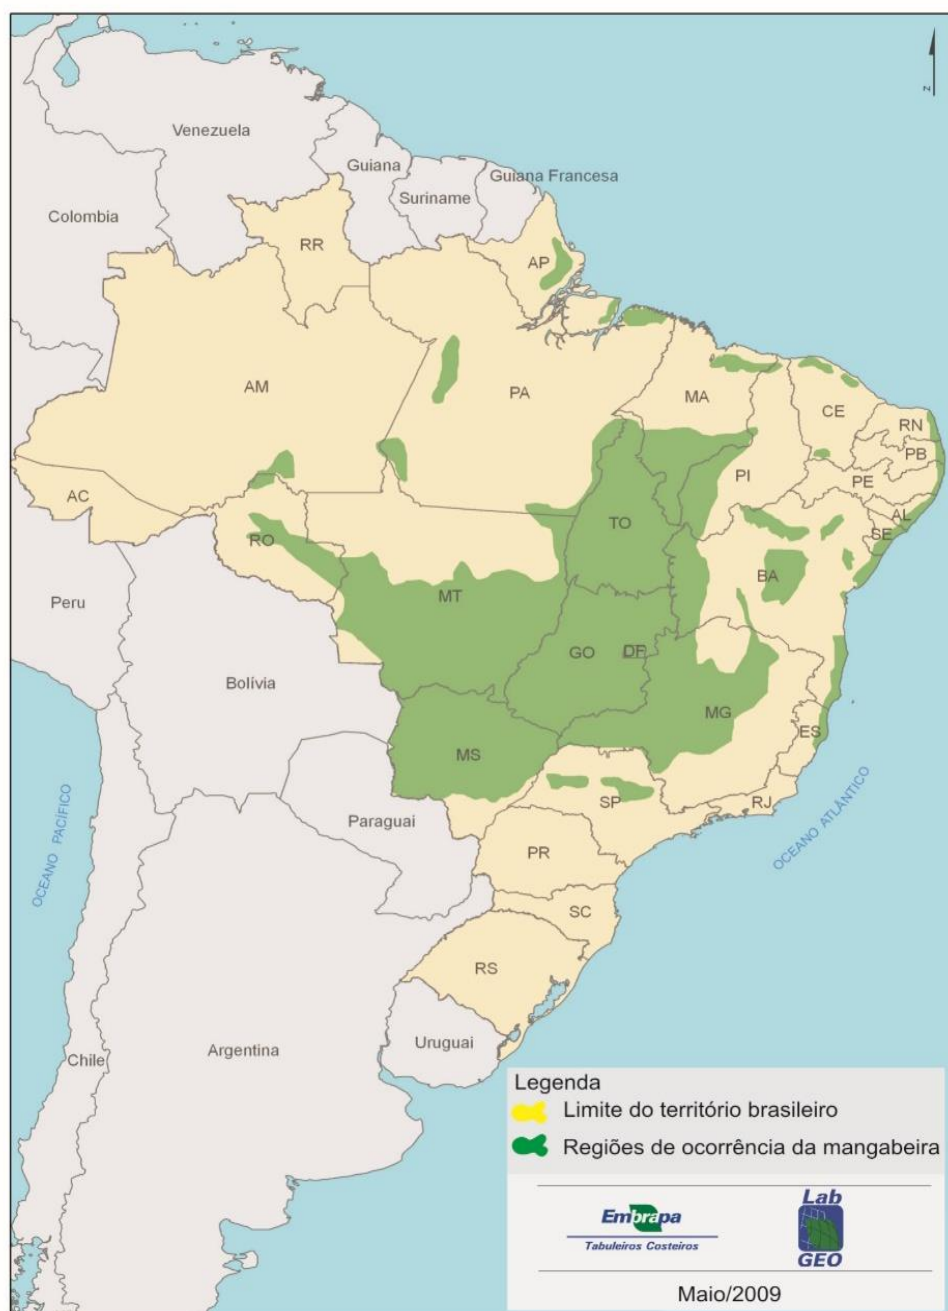 N
Venezuela
Guiana
Guiana Francesa
Suriname
Colombia
RR
AP
AM
PA
MA
CE
RN
PB
PI
PE
AC
AL
TO
SE
RO
BA
MT
Peru
GO
DF
Bolívia
MG
ES
MS
SP
RJ
Paraguai
OCEANO PACÍFICO
OCEANO ATLÂNTICO
PR
SC
RS
Uruguai
Argentina
Chile
Legenda
Limite do território brasileiro
Regiões de ocorrência da mangabeira
Embrapa
Tabuleiros Costeiros
Lab
GEO
Maio/2009